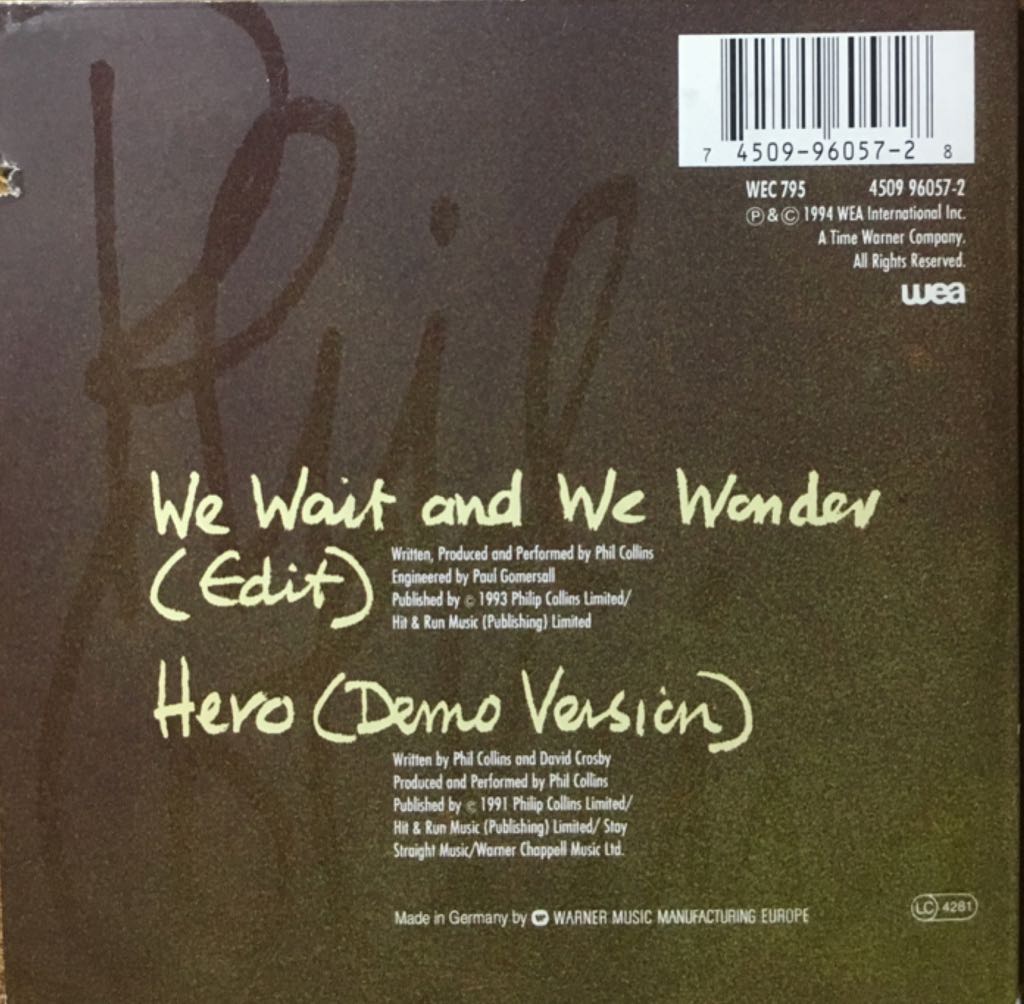 Phil
7 4509-96057-2 8
WEC 795 4509 96057-2
Ⓟ & © 1994 WEA International Inc.
A Time Warner Company.
All Rights Reserved.
wea
We Wait and We Wonder
(Edit)
Written, Produced and Performed by Phil Collins
Engineered by Paul Gomersall
Published by © 1993 Philip Collins Limited/
Hit & Run Music (Publishing) Limited
Hero (Demo Version)
Written by Phil Collins and David Crosby
Produced and Performed by Phil Collins
Published by © 1991 Philip Collins Limited/
Hit & Run Music (Publishing) Limited/ Stay
Straight Music/Warner Chappell Music Ltd.
Made in Germany by WARNER MUSIC MANUFACTURING EUROPE
LC 4281